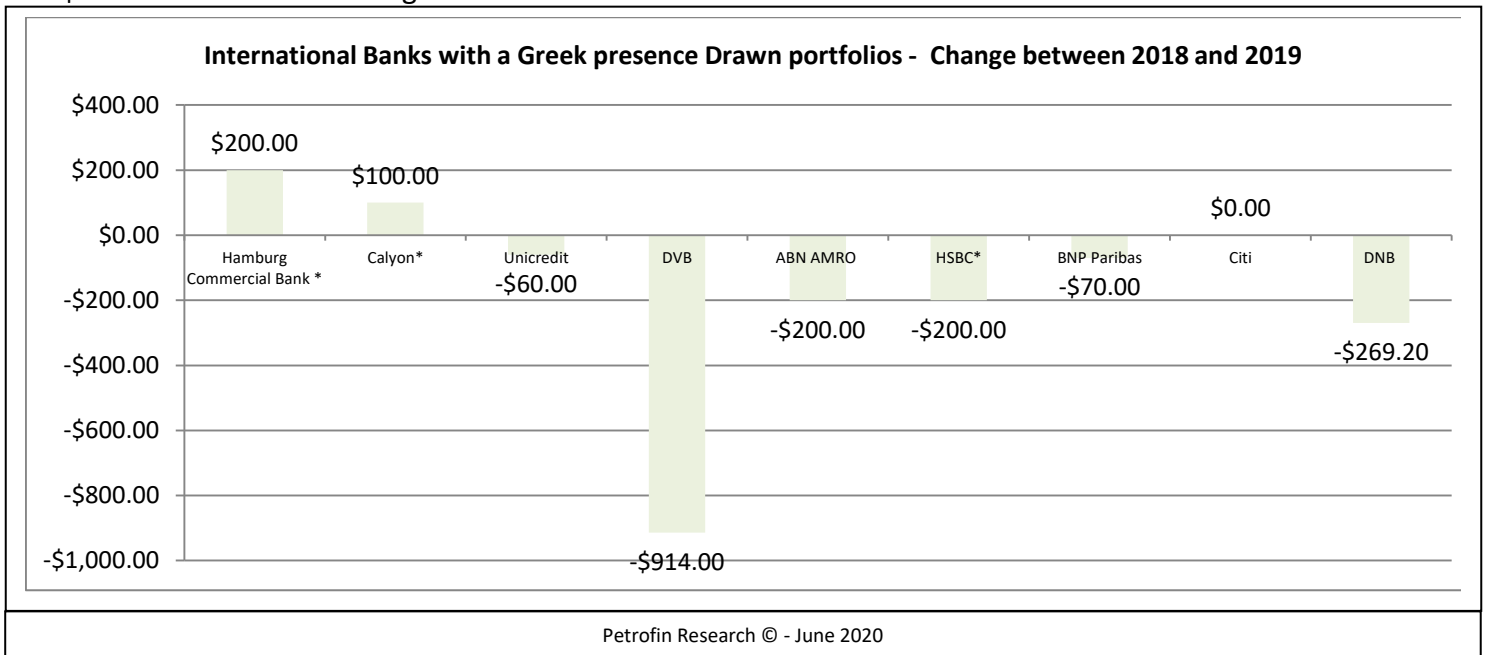 International Banks with a Greek presence Drawn portfolios - Change between 2018 and 2019
$400.00
$200.00
$0.00
-$200.00
-$400.00
-$600.00
-$800.00
-$1,000.00
$200.00
$100.00
-$60.00
-$914.00
-$200.00
-$200.00
-$70.00
$0.00
-$269.20
Hamburg
Commercial Bank *
Calyon*
Unicredit
DVB
ABN AMRO
HSBC*
BNP Paribas
Citi
DNB
Petrofin Research © - June 2020